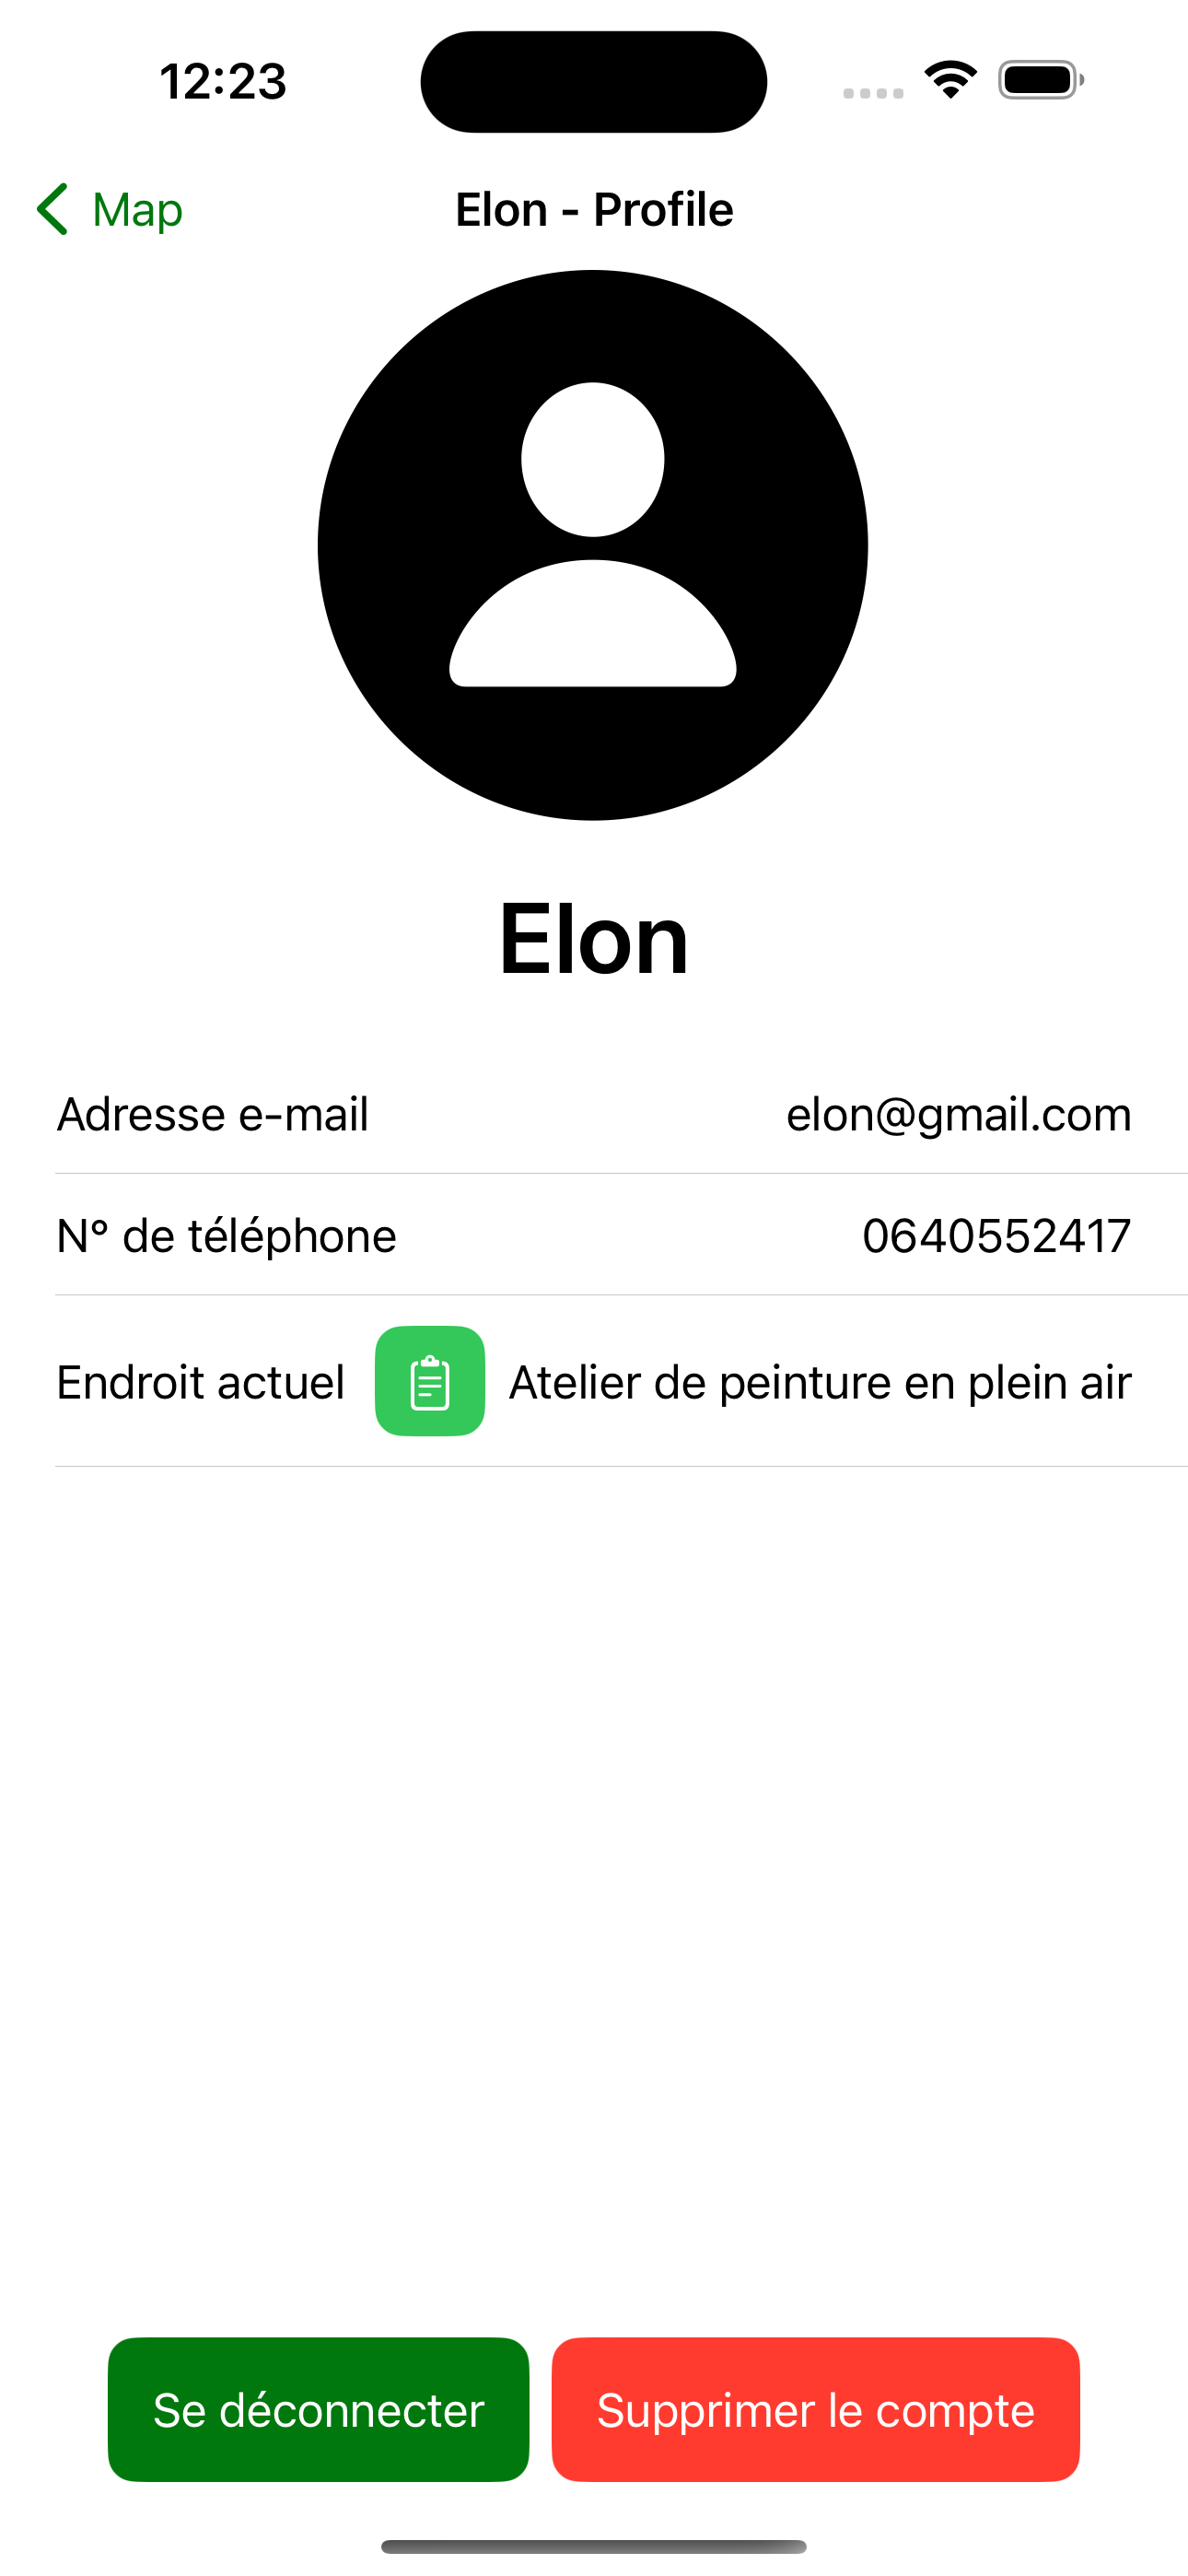 12:23
Map
Elon - Profile
Elon
Adresse e-mail elon@gmail.com
N° de téléphone 0640552417
Endroit actuel Atelier de peinture en plein air
Se déconnecter Supprimer le compte